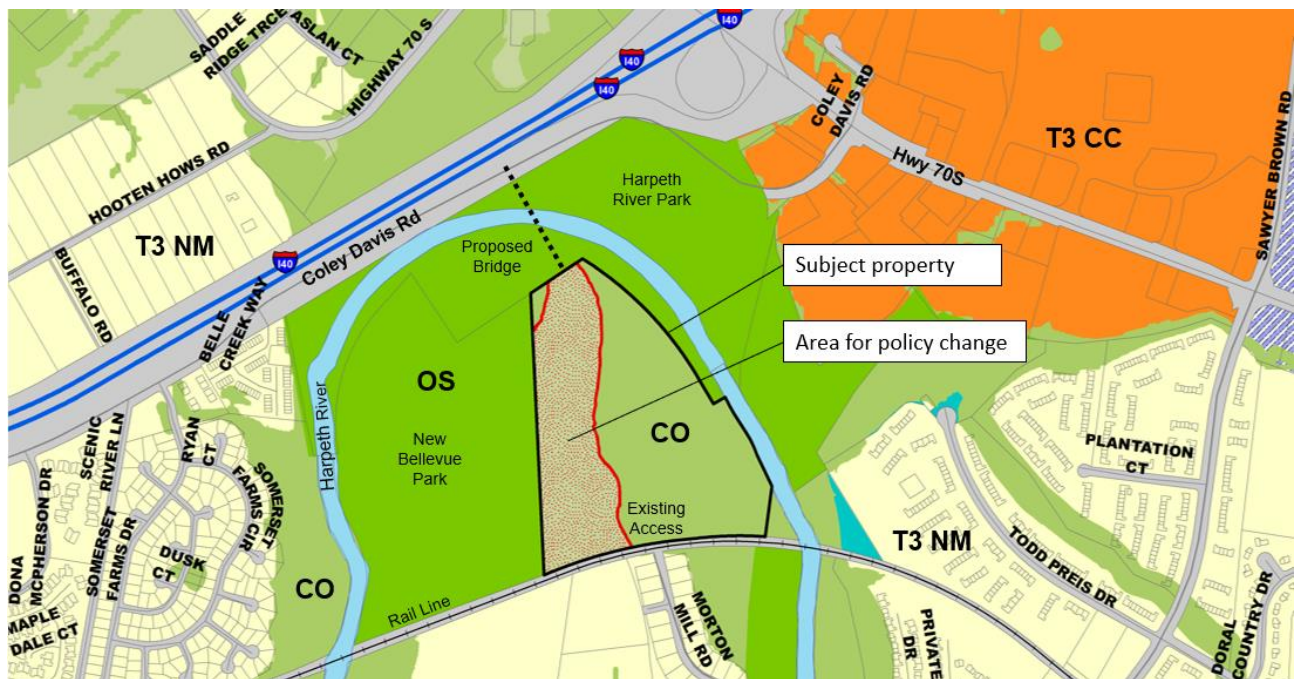 SADDLE
RIDGE TRCE
ASLAN CT
HIGHWAY 70 S
I40
I40
I40
COLEY
DAVIS RD
T3 CC
Hwy 70S
SAWYER BROWN RD
HOOTEN HOWS RD
T3 NM
BUFFALO RD
I40
Coley Davis Rd
Harpeth
River Park
Proposed
Bridge
Subject property
Area for policy change
BELLE
CREEK WAY
OS
New
Bellevue
Park
Harpeth River
CO
Existing
Access
SCENIC
RIVER LN
RYAN
CT
SOMERSET
FARMS CIR
DONA
MCPHERSON DR
SOMERSET
FARMS DR
DUSK
CT
MAPLE
DALE CT
CO
Rail Line
MORTON
MILL RD
T3 NM
PLANTATION
CT
TODD PREIS DR
PRIVATE
DR
DORAL
COUNTRY DR